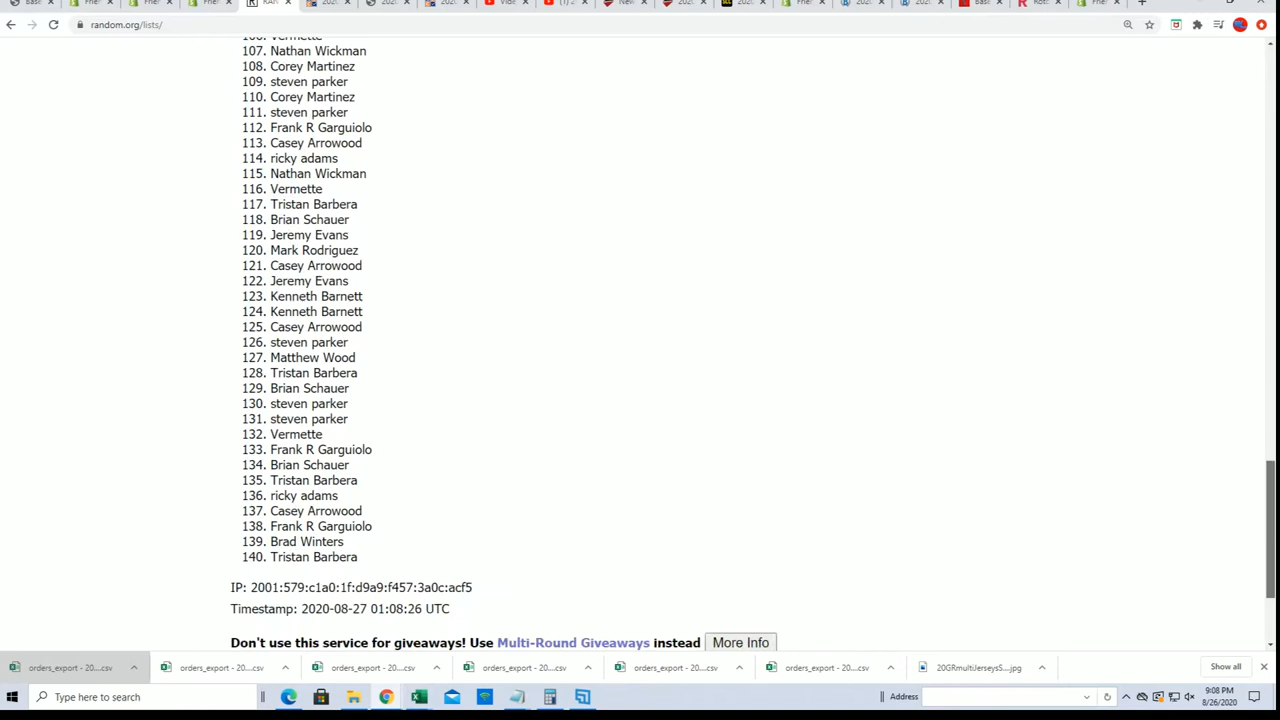 random.org/lists/
106. Vermette
107. Nathan Wickman
108. Corey Martinez
109. steven parker
110. Corey Martinez
111. steven parker
112. Frank R Garguiolo
113. Casey Arrowood
114. ricky adams
115. Nathan Wickman
116. Vermette
117. Tristan Barbera
118. Brian Schauer
119. Jeremy Evans
120. Mark Rodriguez
121. Casey Arrowood
122. Jeremy Evans
123. Kenneth Barnett
124. Kenneth Barnett
125. Casey Arrowood
126. steven parker
127. Matthew Wood
128. Tristan Barbera
129. Brian Schauer
130. steven parker
131. steven parker
132. Vermette
133. Frank R Garguiolo
134. Brian Schauer
135. Tristan Barbera
136. ricky adams
137. Casey Arrowood
138. Frank R Garguiolo
139. Brad Winters
140. Tristan Barbera
IP: 2001:579:c1a0:1f:d9a9:f457:3a0c:acf5
Timestamp: 2020-08-27 01:08:26 UTC
Don't use this service for giveaways! Use Multi-Round Giveaways instead More Info
orders_export - 20....csv orders_export - 20....csv orders_export - 20....csv orders_export - 20....csv orders_export - 20....csv orders_export - 20....csv 20GRmultiJerseysS....jpg Show all
Type here to search Address 9:08 PM
8/26/2020